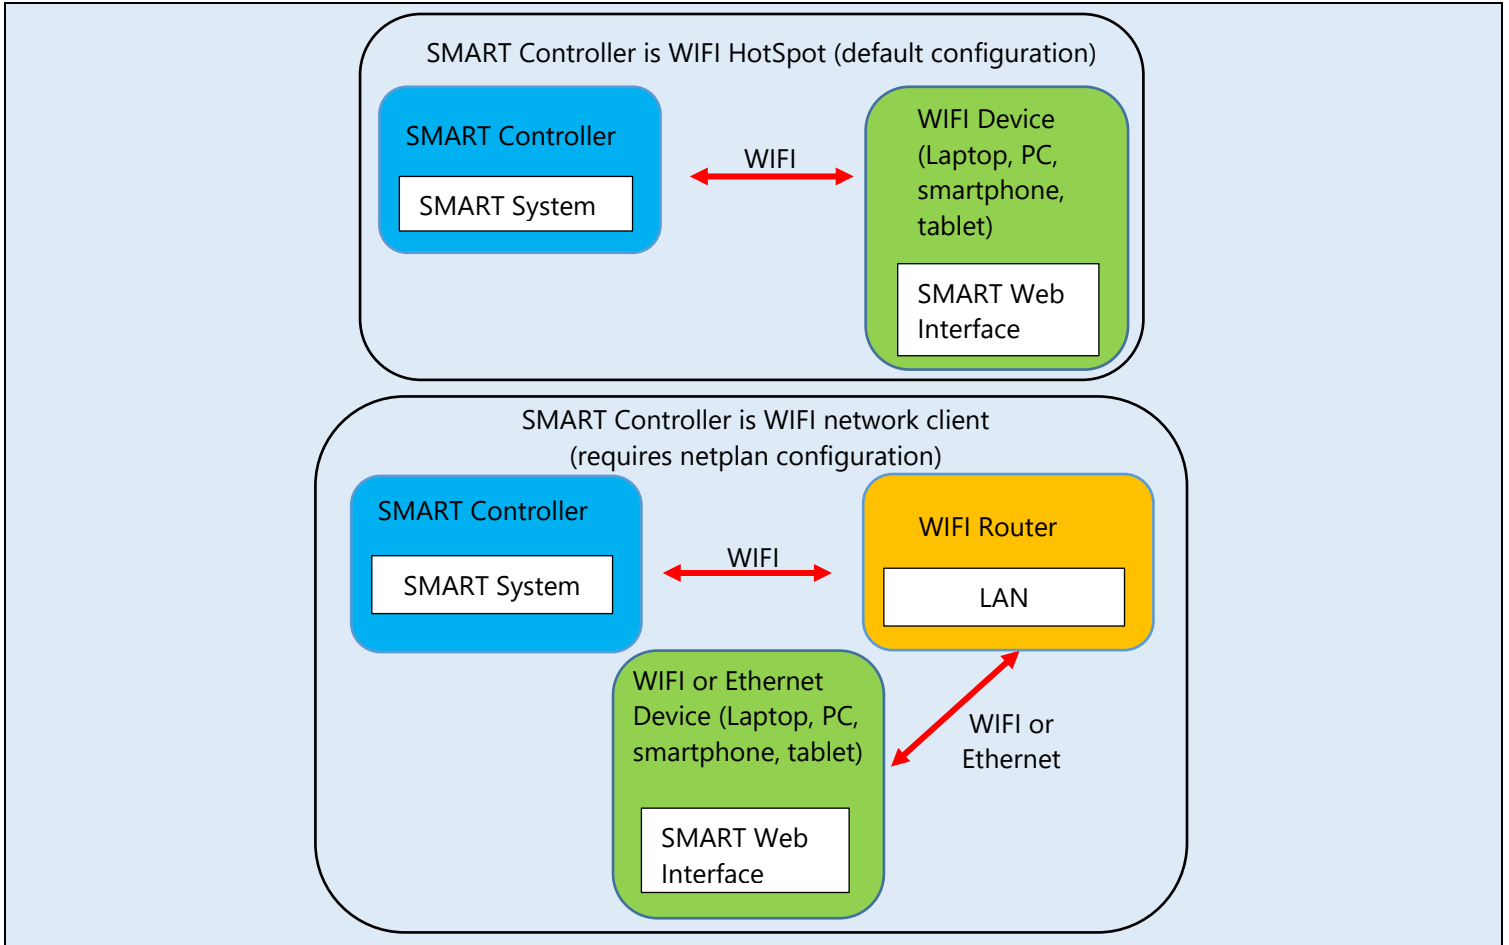 SMART Controller is WIFI HotSpot (default configuration)
SMART Controller
SMART System
WIFI
WIFI Device
(Laptop, PC,
smartphone,
tablet)
SMART Web
Interface
SMART Controller is WIFI network client
(requires netplan configuration)
SMART Controller
SMART System
WIFI
WIFI Router
LAN
WIFI or Ethernet
Device (Laptop, PC,
smartphone, tablet)
SMART Web
Interface
WIFI or
Ethernet